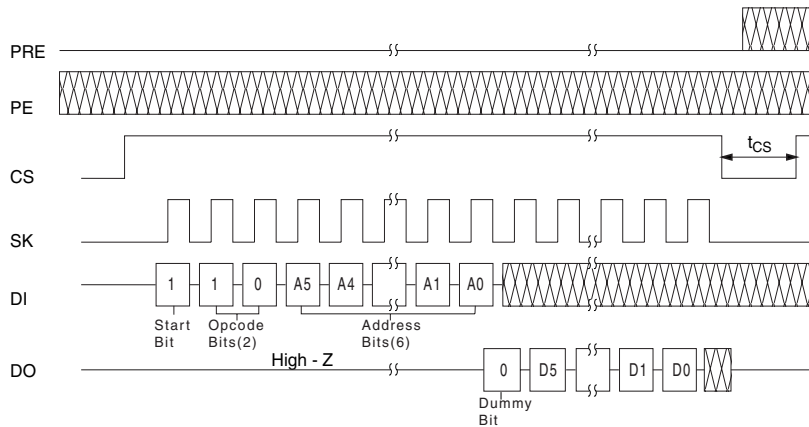 PRE
PE
CS
tCS
SK
DI
1 1 0 A5 A4 A1 A0
Start Bit
Opcode Bits(2)
Address Bits(6)
High - Z
DO
0 D5 D1 D0
Dummy Bit